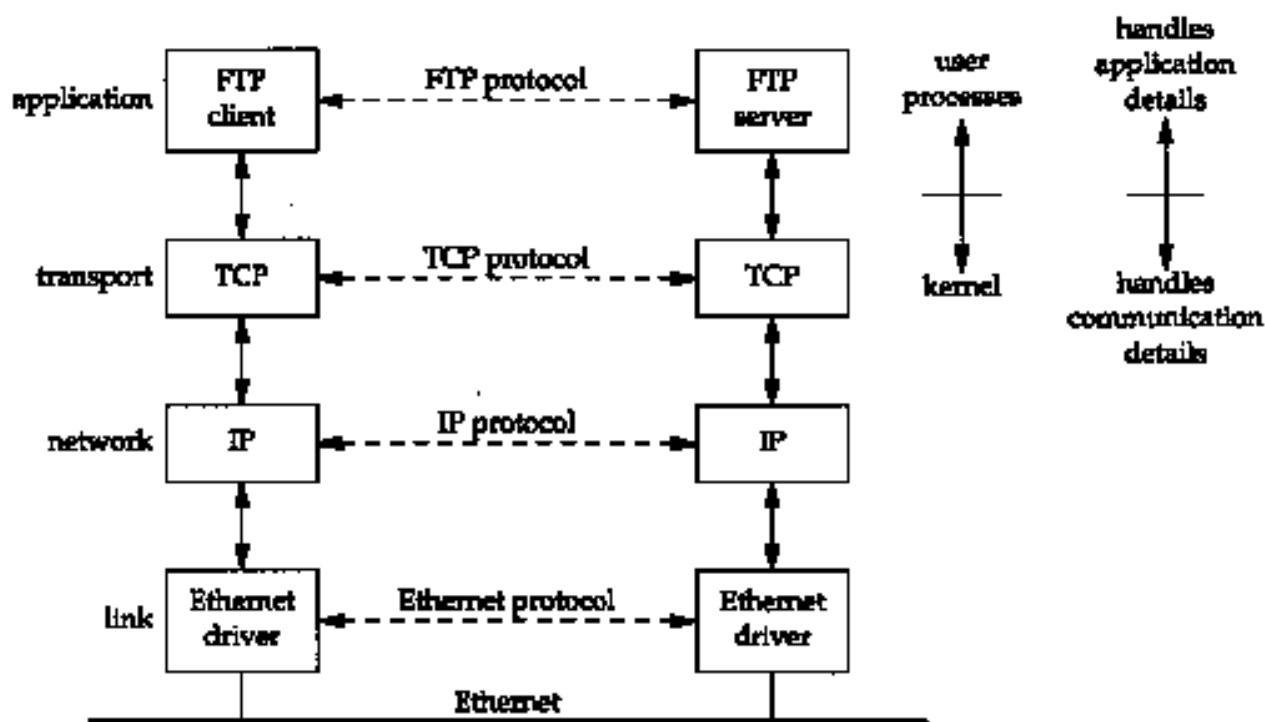 handles
application
details
user
processes
application
FTP
client
FTP protocol
FTP
server
transport
TCP
TCP protocol
TCP
kernel
handles
communication
details
network
IP
IP protocol
IP
link
Ethernet
driver
Ethernet protocol
Ethernet
driver
Ethernet